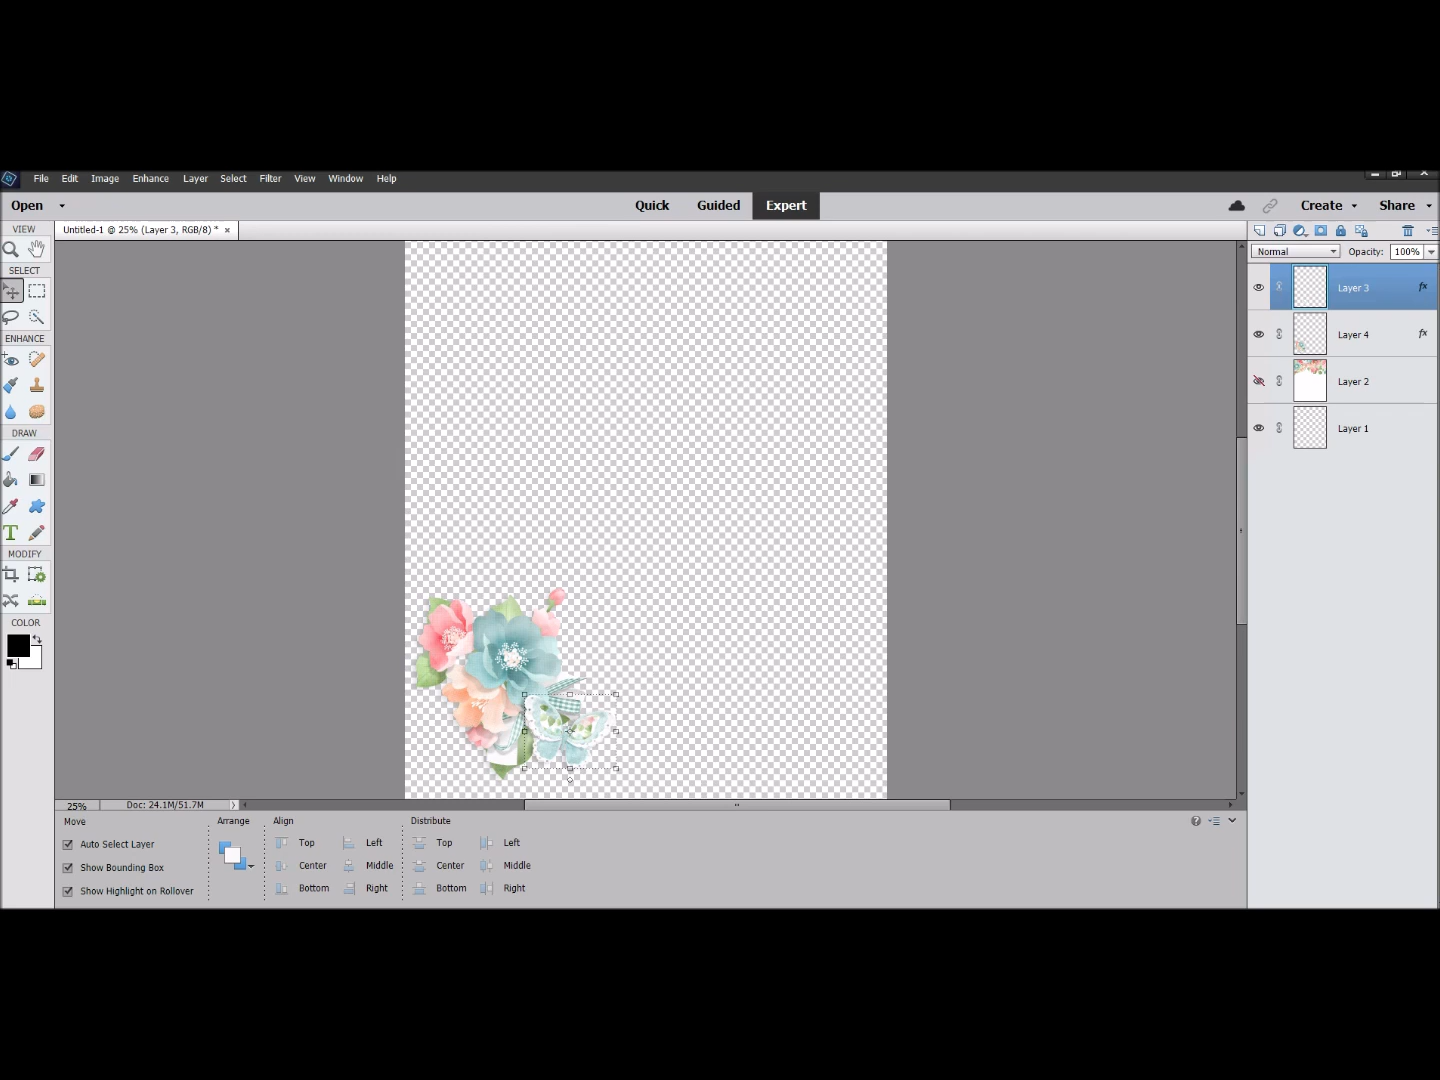 File Edit Image Enhance Layer Select Filter View Window Help
Open Quick Guided Expert Create Share
VIEW
Untitled-1 @ 25% (Layer 3, RGB/8) * ×
Normal Opacity: 100%
SELECT
Layer 3 fx
ENHANCE
Layer 4 fx
Layer 2
DRAW
Layer 1
T
MODIFY
COLOR
25% Doc: 24.1M/51.7M
Move Arrange Align Distribute
Auto Select Layer Top Left Top Left
Show Bounding Box Center Middle Center Middle
Show Highlight on Rollover Bottom Right Bottom Right